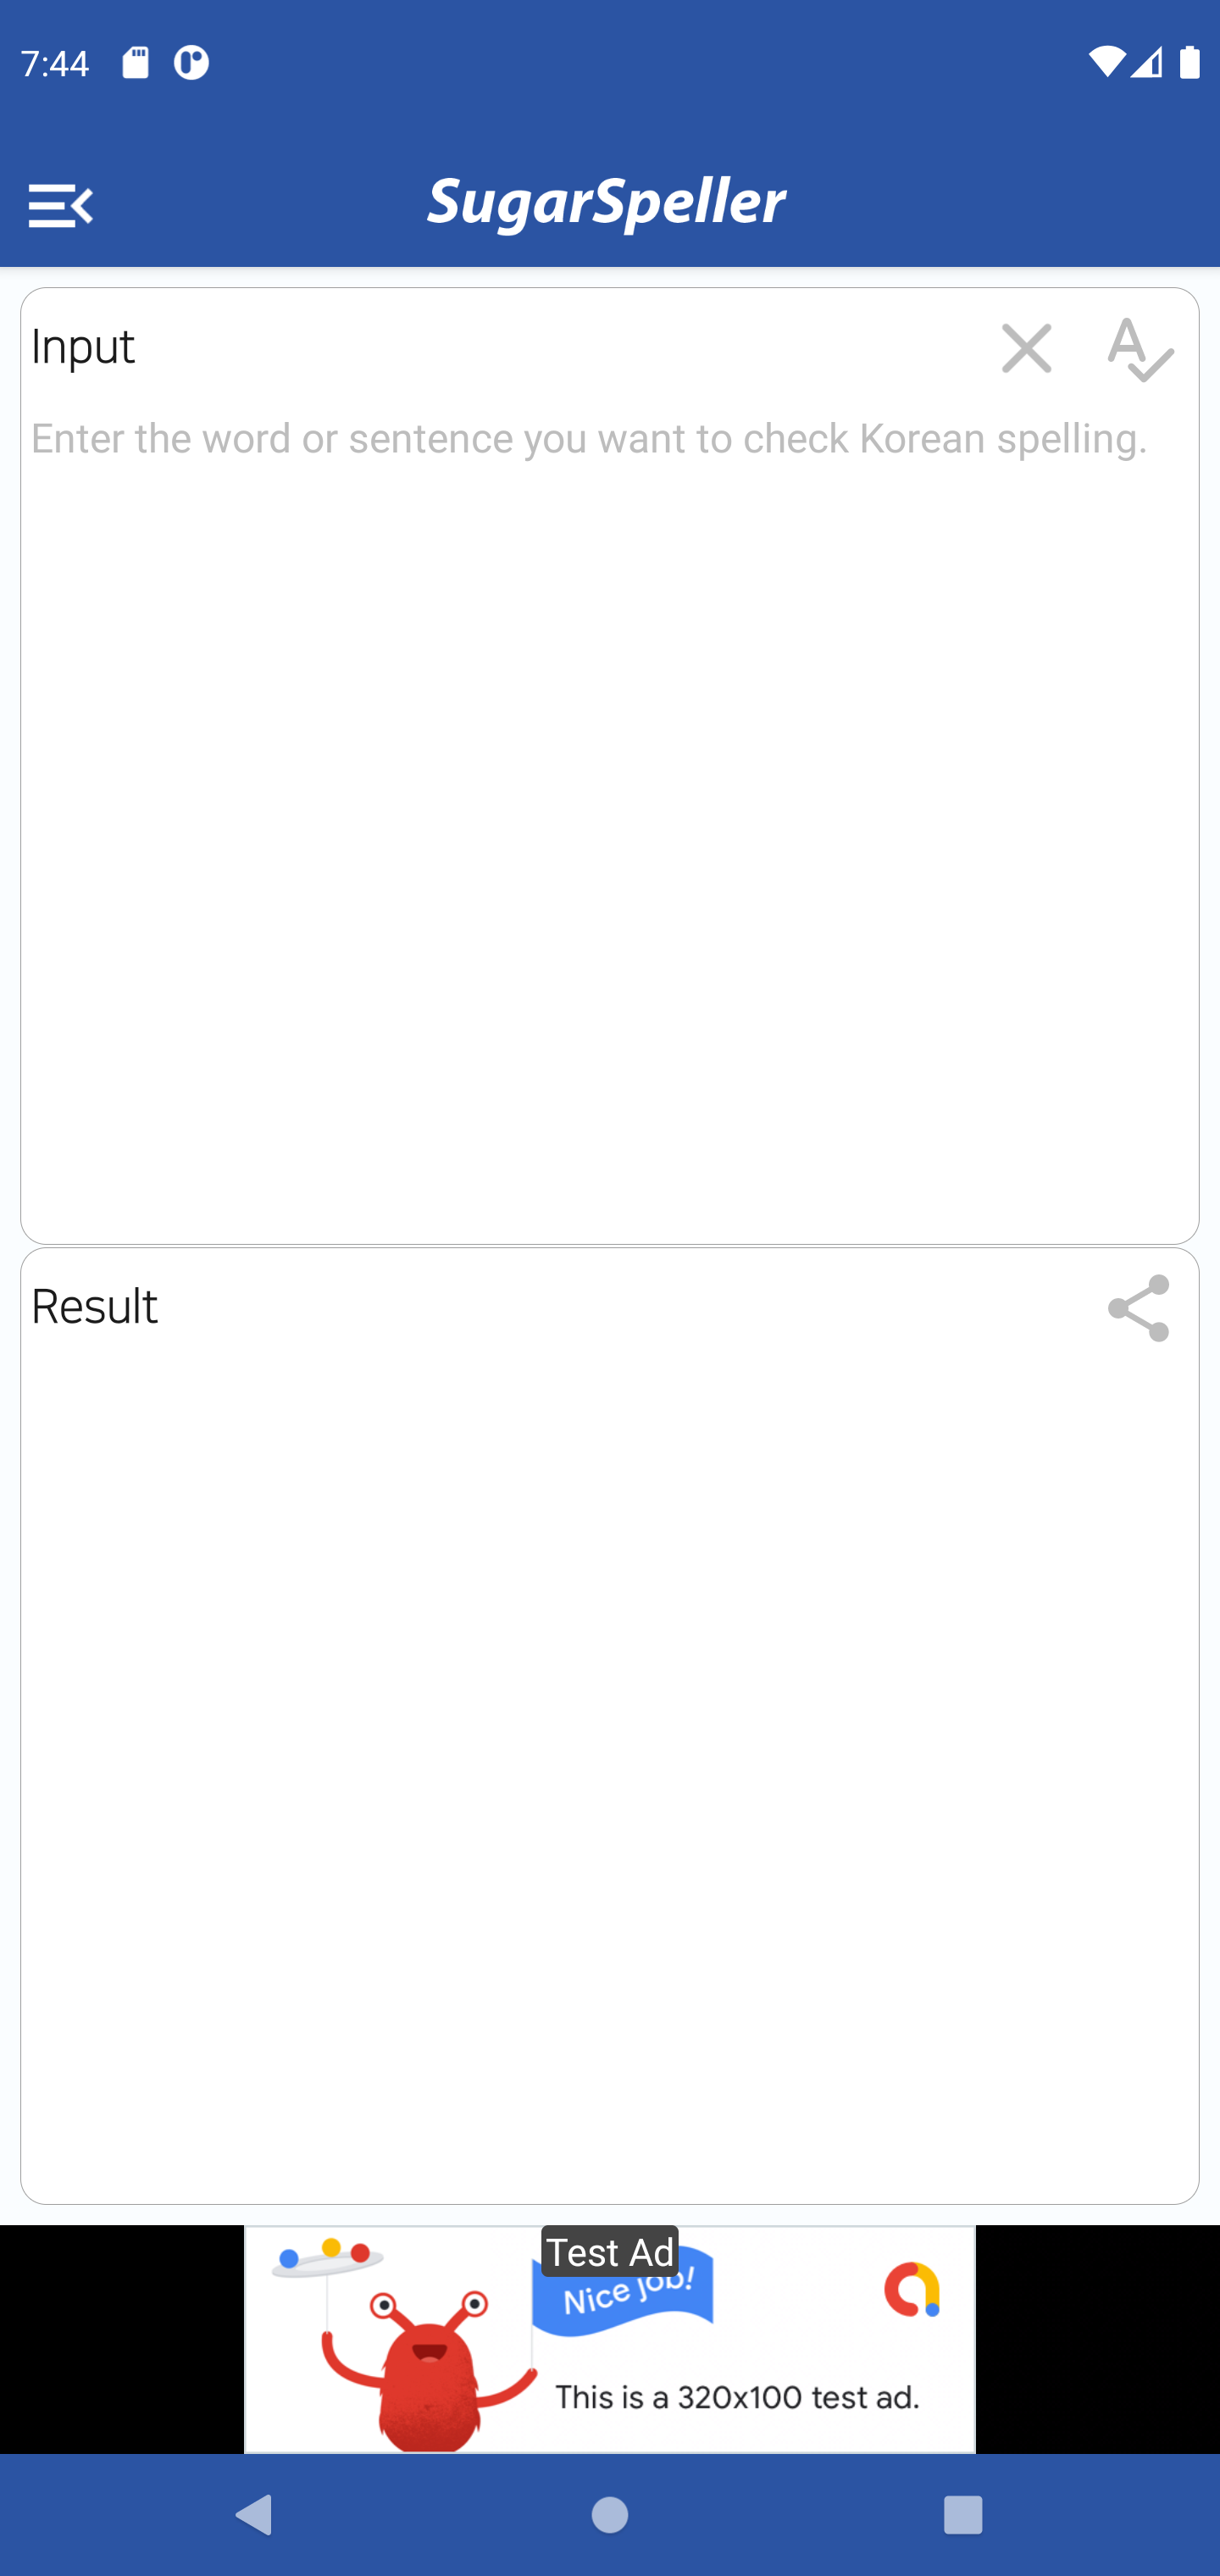 7:44
SugarSpeller
Input
Enter the word or sentence you want to check Korean spelling.
Result
Test Ad
Nice job!
This is a 320x100 test ad.